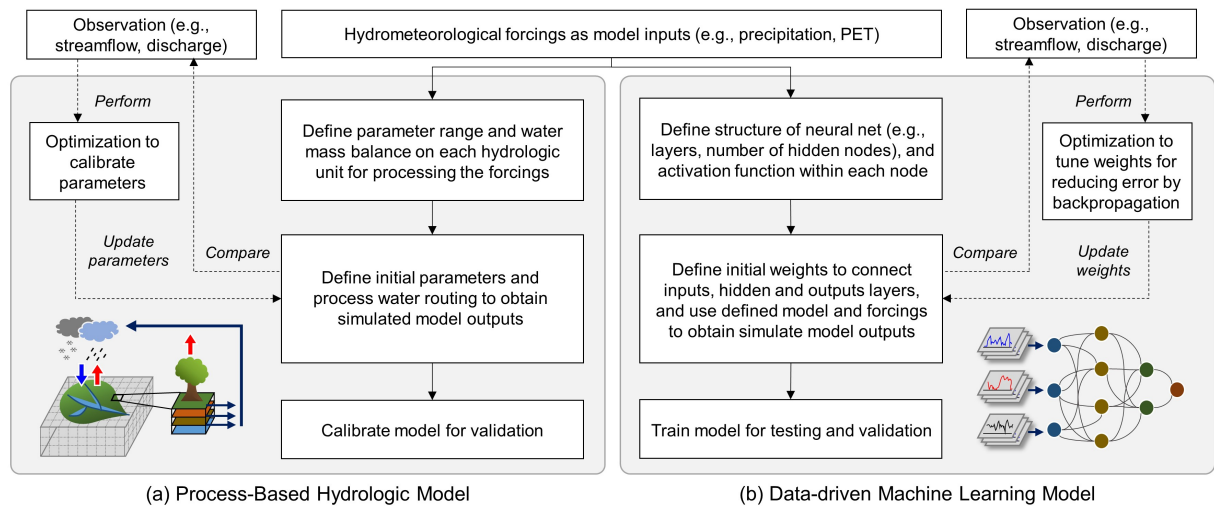 Observation (e.g.,
streamflow, discharge)
Hydrometeorological forcings as model inputs (e.g., precipitation, PET)
Observation (e.g.,
streamflow, discharge)
Perform
Optimization to
calibrate
parameters
Update
parameters
Compare
Define parameter range and water
mass balance on each hydrologic
unit for processing the forcings
Define initial parameters and
process water routing to obtain
simulated model outputs
Calibrate model for validation
Define structure of neural net (e.g.,
layers, number of hidden nodes), and
activation function within each node
Define initial weights to connect
inputs, hidden and outputs layers,
and use defined model and forcings
to obtain simulate model outputs
Train model for testing and validation
Perform
Optimization to
tune weights for
reducing error by
backpropagation
Compare
Update
weights
(a) Process-Based Hydrologic Model
(b) Data-driven Machine Learning Model